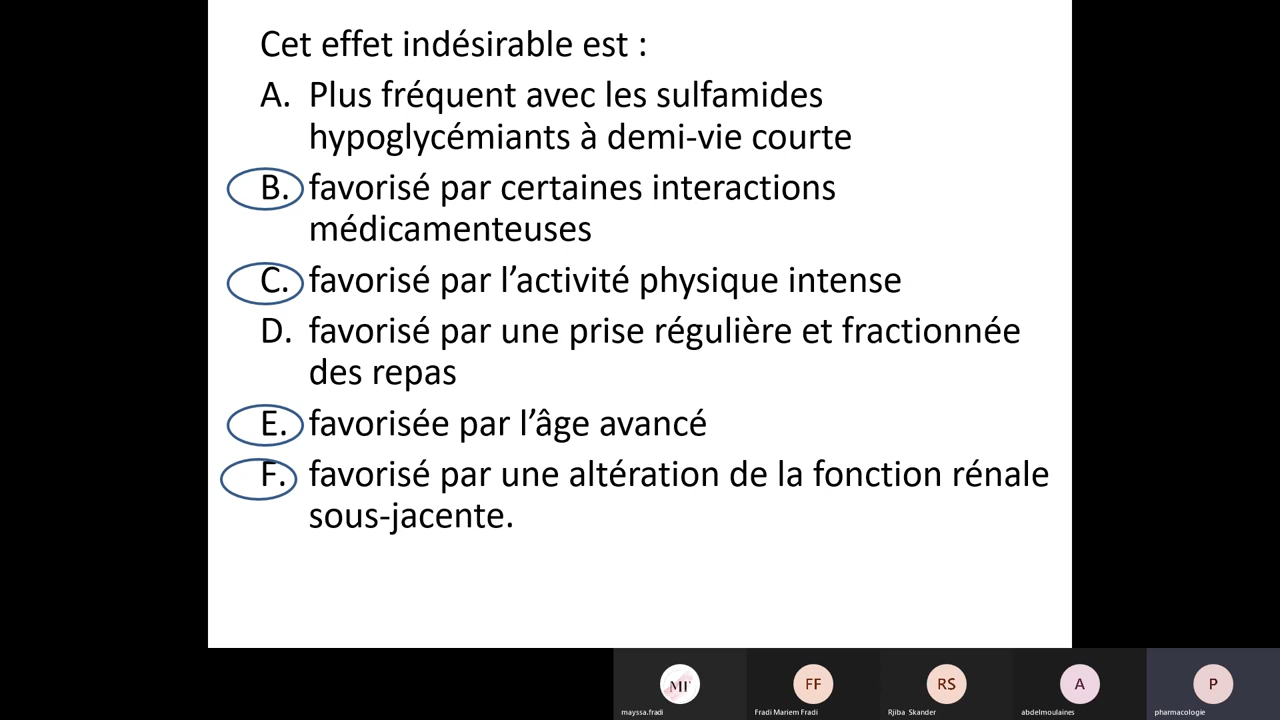 Cet effet indésirable est :
A. Plus fréquent avec les sulfamides
hypoglycémiants à demi-vie courte
B. favorisé par certaines interactions
médicamenteuses
C. favorisé par l’activité physique intense
D. favorisé par une prise régulière et fractionnée
des repas
E. favorisée par l’âge avancé
F. favorisé par une altération de la fonction rénale
sous-jacente.
MF FF RS A P
mayssa.fradi Fradi Mariem Fradi Rjiba Skander abdelmoulaines pharmacologie